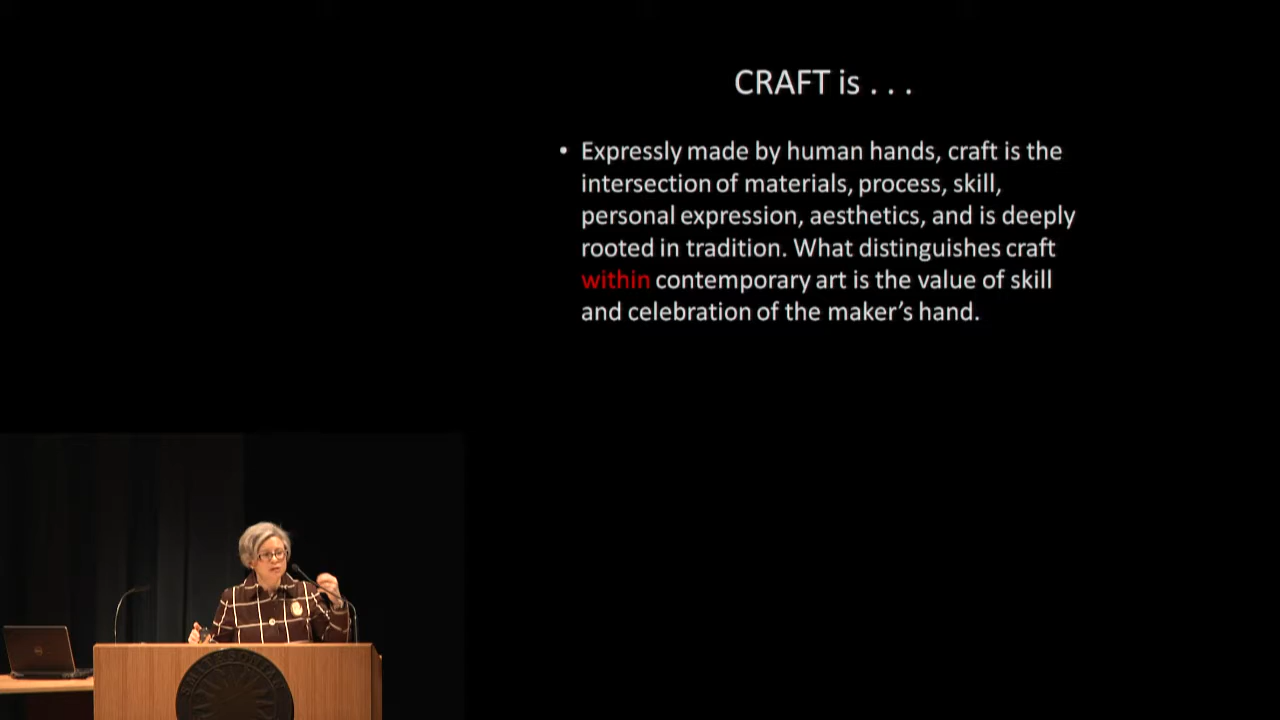 CRAFT is . . .
• Expressly made by human hands, craft is the
intersection of materials, process, skill,
personal expression, aesthetics, and is deeply
rooted in tradition. What distinguishes craft
within contemporary art is the value of skill
and celebration of the maker’s hand.
SMITHSONIAN